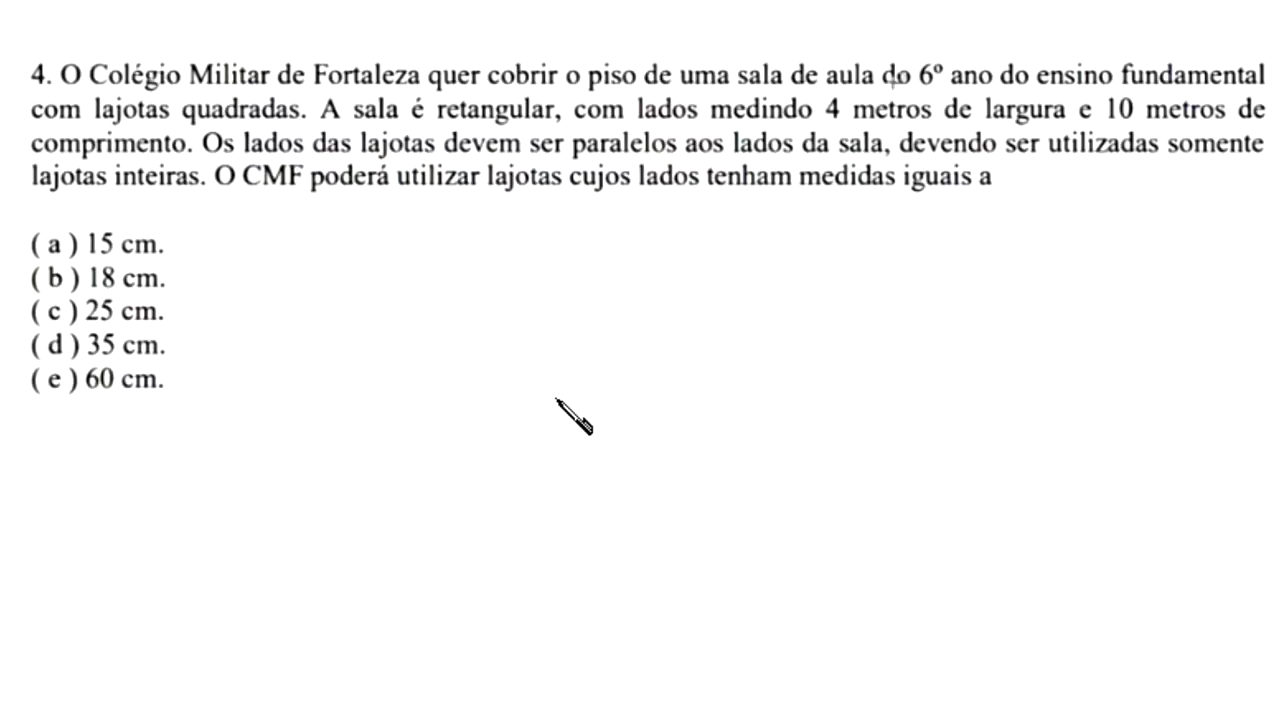 4. O Colégio Militar de Fortaleza quer cobrir o piso de uma sala de aula do 6º ano do ensino fundamental
com lajotas quadradas. A sala é retangular, com lados medindo 4 metros de largura e 10 metros de
comprimento. Os lados das lajotas devem ser paralelos aos lados da sala, devendo ser utilizadas somente
lajotas inteiras. O CMF poderá utilizar lajotas cujos lados tenham medidas iguais a
( a ) 15 cm.
( b ) 18 cm.
( c ) 25 cm.
( d ) 35 cm.
( e ) 60 cm.